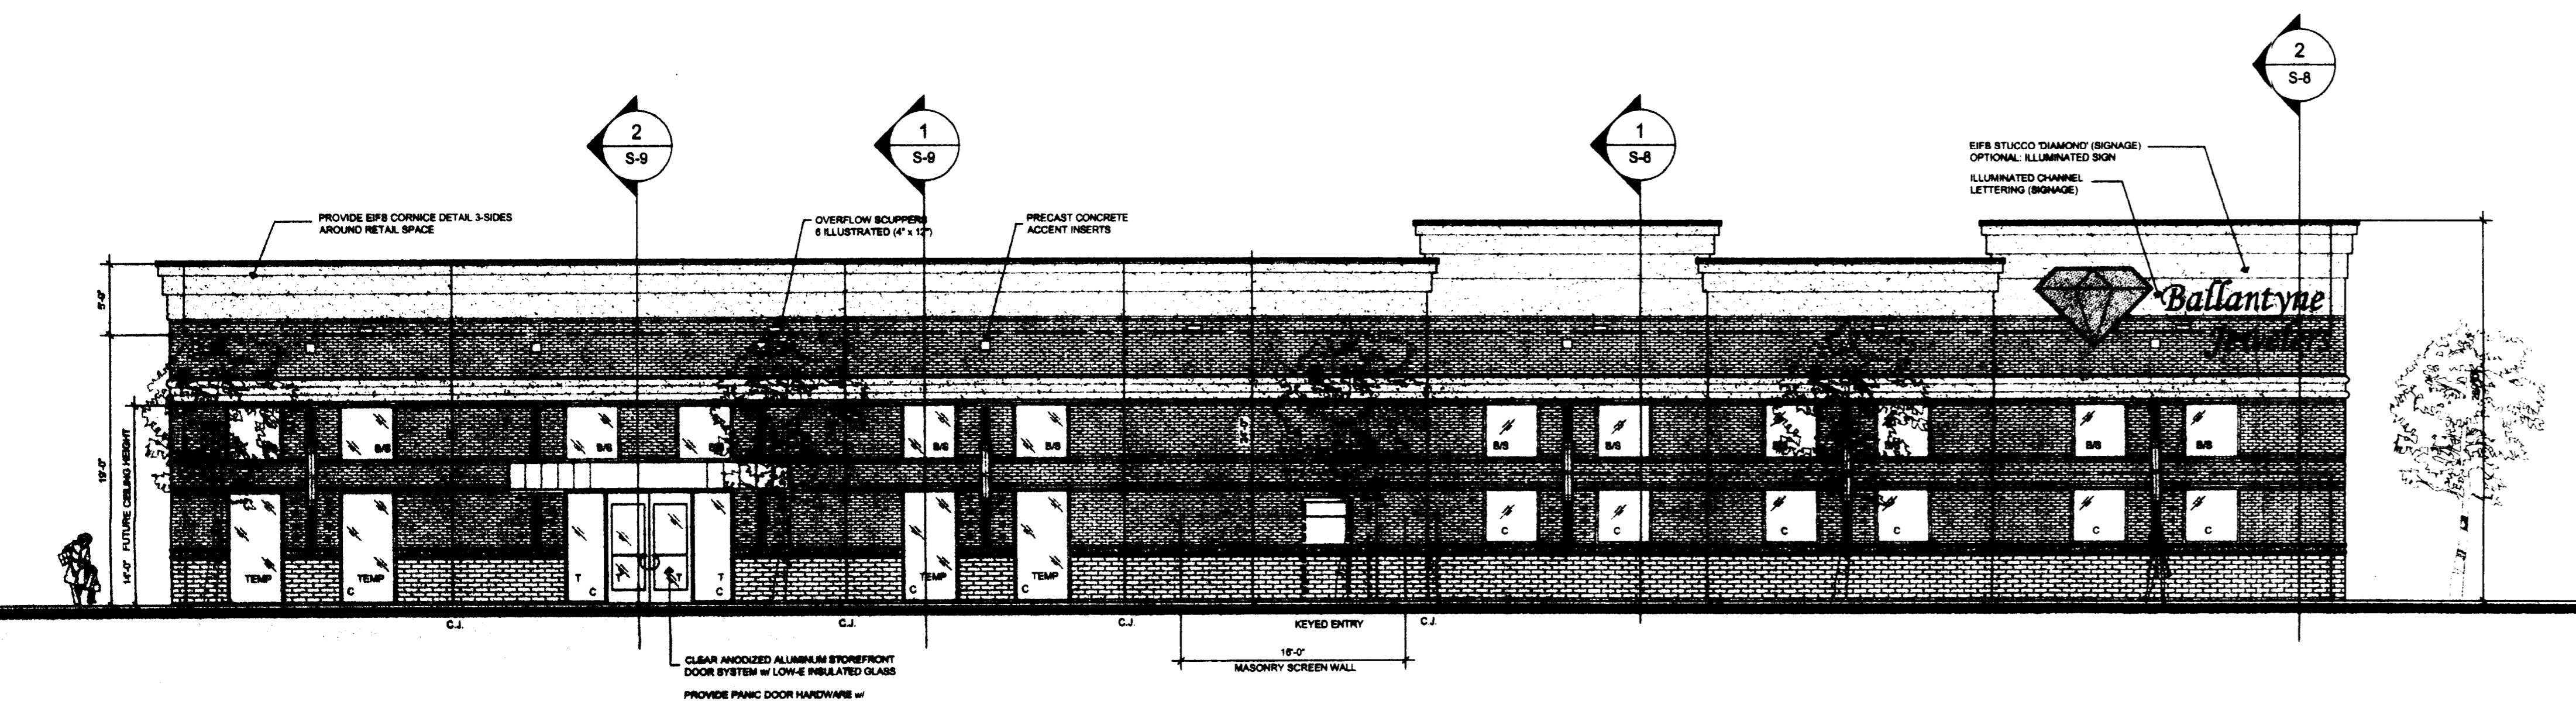 2
S-8
2
S-9
1
S-9
1
S-8
EIFS STUCCO 'DIAMOND' (SIGNAGE)
OPTIONAL: ILLUMINATED SIGN
ILLUMINATED CHANNEL
LETTERING (SIGNAGE)
PROVIDE EIFS CORNICE DETAIL 3-SIDES
AROUND RETAIL SPACE
OVERFLOW SCUPPERS
6 ILLUSTRATED (4" x 12")
PRECAST CONCRETE
ACCENT INSERTS
Ballantyne
Jewelers
5'-0"
19'-0"
14'-0" FUTURE CEILING HEIGHT
24'-0"
B/S
B/S
B/S
B/S
B/S
B/S
B/S
B/S
B/S
B/S
B/S
C
C
C
C
C
C
TEMP
TEMP
C
T
C
T
T
T
C
TEMP
C
TEMP
C
C.J.
C.J.
C.J.
KEYED ENTRY
C.J.
16'-0"
MASONRY SCREEN WALL
CLEAR ANODIZED ALUMINUM STOREFRONT
DOOR SYSTEM w/ LOW-E INSULATED GLASS
PROVIDE PANIC DOOR HARDWARE w/